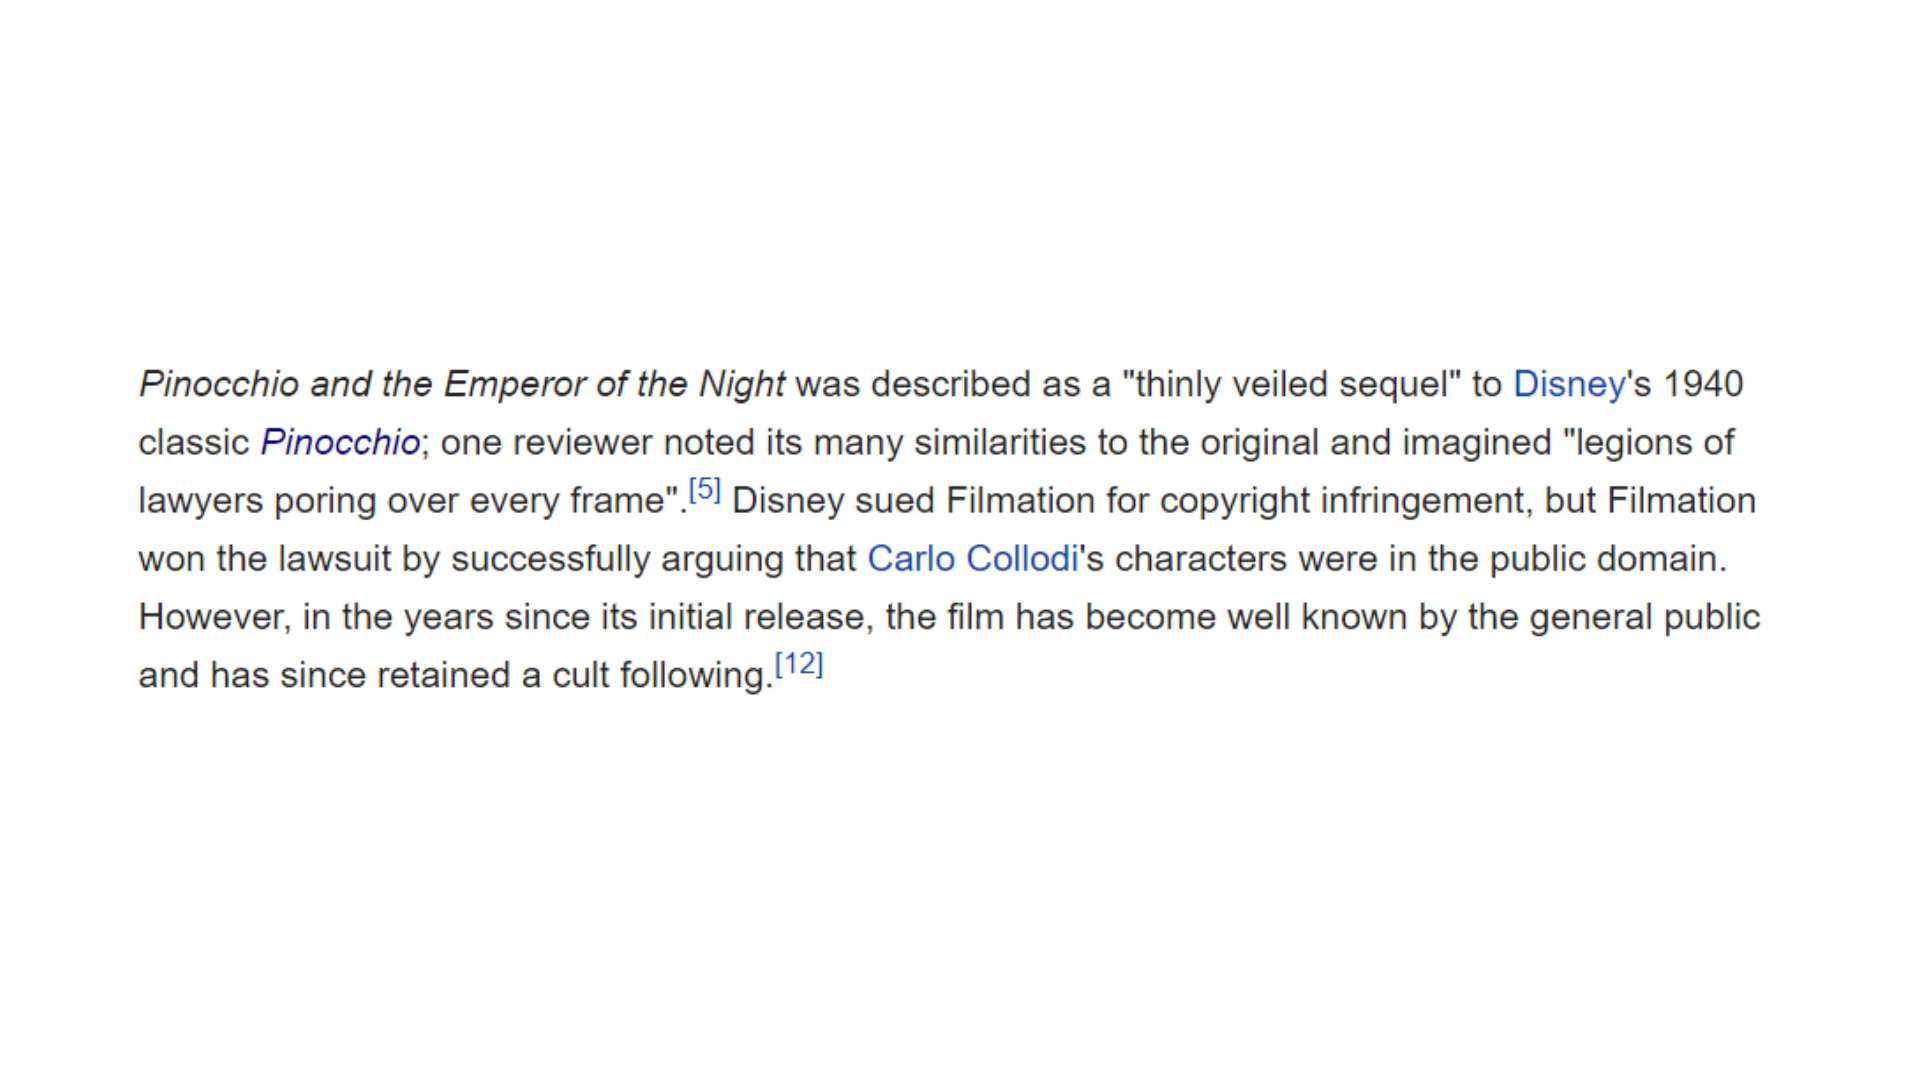 Pinocchio and the Emperor of the Night was described as a "thinly veiled sequel" to Disney's 1940
classic Pinocchio; one reviewer noted its many similarities to the original and imagined "legions of
lawyers poring over every frame".[5] Disney sued Filmation for copyright infringement, but Filmation
won the lawsuit by successfully arguing that Carlo Collodi's characters were in the public domain.
However, in the years since its initial release, the film has become well known by the general public
and has since retained a cult following.[12]